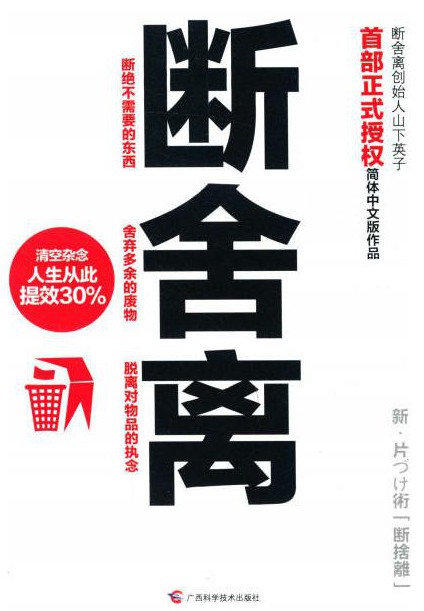 断舍离
断绝不需要的东西
舍弃多余的废物
脱离对物品的执念
断舍离创始人山下英子
首部正式授权简体中文版作品
清空杂念
人生从此
提效30%
新·片づけ術「断捨離」
广西科学技术出版社